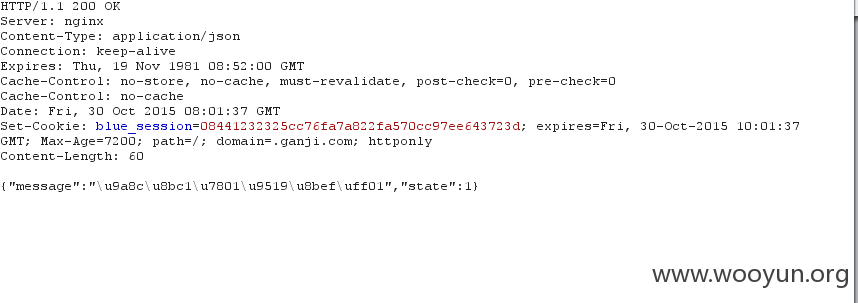 HTTP/1.1 200 OK
Server: nginx
Content-Type: application/json
Connection: keep-alive
Expires: Thu, 19 Nov 1981 08:52:00 GMT
Cache-Control: no-store, no-cache, must-revalidate, post-check=0, pre-check=0
Cache-Control: no-cache
Date: Fri, 30 Oct 2015 08:01:37 GMT
Set-Cookie: blue_session=08441232325cc76fa7a822fa570cc97ee643723d; expires=Fri, 30-Oct-2015 10:01:37
GMT; Max-Age=7200; path=/; domain=.ganji.com; httponly
Content-Length: 60
{"message":"\u9a8c\u8bc1\u7801\u9519\u8bef\uff01","state":1}
www.wooyun.org